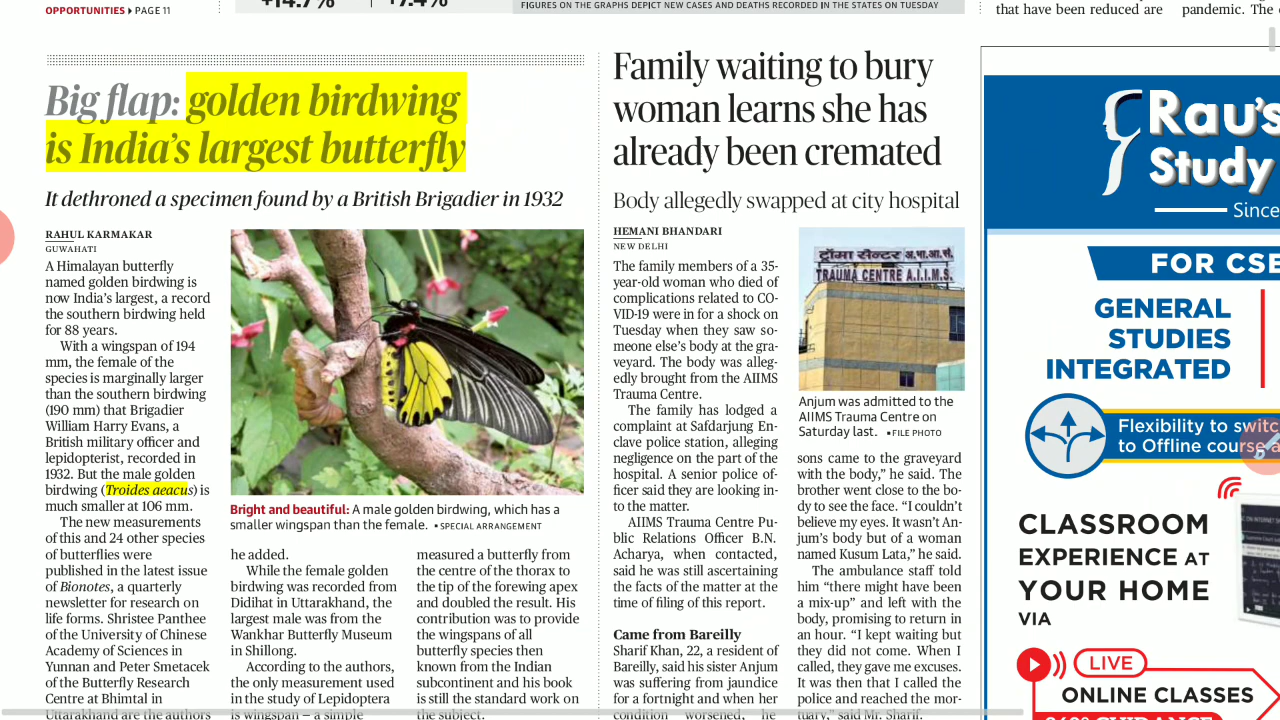 OPPORTUNITIES ▸ PAGE 11
FIGURES ON THE GRAPHS DEPICT NEW CASES AND DEATHS RECORDED IN THE STATES ON TUESDAY
that have been reduced are
pandemic. The
Big flap: golden birdwing
is India's largest butterfly
It dethroned a specimen found by a British Brigadier in 1932
RAHUL KARMAKAR
GUWAHATI
A Himalayan butterfly
named golden birdwing is
now India's largest, a record
the southern birdwing held
for 88 years.
With a wingspan of 194
mm, the female of the
species is marginally larger
than the southern birdwing
(190 mm) that Brigadier
William Harry Evans, a
British military officer and
lepidopterist, recorded in
1932. But the male golden
birdwing (Troides aeacus) is
much smaller at 106 mm.
The new measurements
of this and 24 other species
of butterflies were
published in the latest issue
of Bionotes, a quarterly
newsletter for research on
life forms. Shristee Panthee
of the University of Chinese
Academy of Sciences in
Yunnan and Peter Smetacek
of the Butterfly Research
Centre at Bhimtal in
Uttarakhand are the authors
Bright and beautiful: A male golden birdwing, which has a
smaller wingspan than the female. ▪ SPECIAL ARRANGEMENT
he added.
While the female golden
birdwing was recorded from
Didihat in Uttarakhand, the
largest male was from the
Wankhar Butterfly Museum
in Shillong.
According to the authors,
the only measurement used
in the study of Lepidoptera
is wingspan – a simple
measured a butterfly from
the centre of the thorax to
the tip of the forewing apex
and doubled the result. His
contribution was to provide
the wingspans of all
butterfly species then
known from the Indian
subcontinent and his book
is still the standard work on
the subject.
Family waiting to bury
woman learns she has
already been cremated
Body allegedly swapped at city hospital
HEMANI BHANDARI
NEW DELHI
The family members of a 35-
year-old woman who died of
complications related to CO-
VID-19 were in for a shock on
Tuesday when they saw so-
meone else's body at the gra-
veyard. The body was alleg-
edly brought from the AIIMS
Trauma Centre.
The family has lodged a
complaint at Safdarjung En-
clave police station, alleging
negligence on the part of the
hospital. A senior police of-
ficer said they are looking in-
to the matter.
AIIMS Trauma Centre Pu-
blic Relations Officer B.N.
Acharya, when contacted,
said he was still ascertaining
the facts of the matter at the
time of filing of this report.
Came from Bareilly
Sharif Khan, 22, a resident of
Bareilly, said his sister Anjum
was suffering from jaundice
for a fortnight and when her
condition worsened, he
ट्रॉमा सैन्टर अ.भा.आ.सं.
TRAUMA CENTRE A.I.I.M.S.
Anjum was admitted to the
AIIMS Trauma Centre on
Saturday last. ▪ FILE PHOTO
sons came to the graveyard
with the body," he said. The
brother went close to the bo-
dy to see the face. "I couldn't
believe my eyes. It wasn't An-
jum's body but of a woman
named Kusum Lata," he said.
The ambulance staff told
him "there might have been
a mix-up" and left with the
body, promising to return in
an hour. "I kept waiting but
they did not come. When I
called, they gave me excuses.
It was then that I called the
police and reached the mor-
tuary," said Mr. Sharif.
Rau's
Study
Since
FOR CSE
GENERAL
STUDIES
INTEGRATED
Flexibility to switc
to Offline course a
CLASSROOM
EXPERIENCE AT
YOUR HOME
VIA
LIVE
ONLINE CLASSES